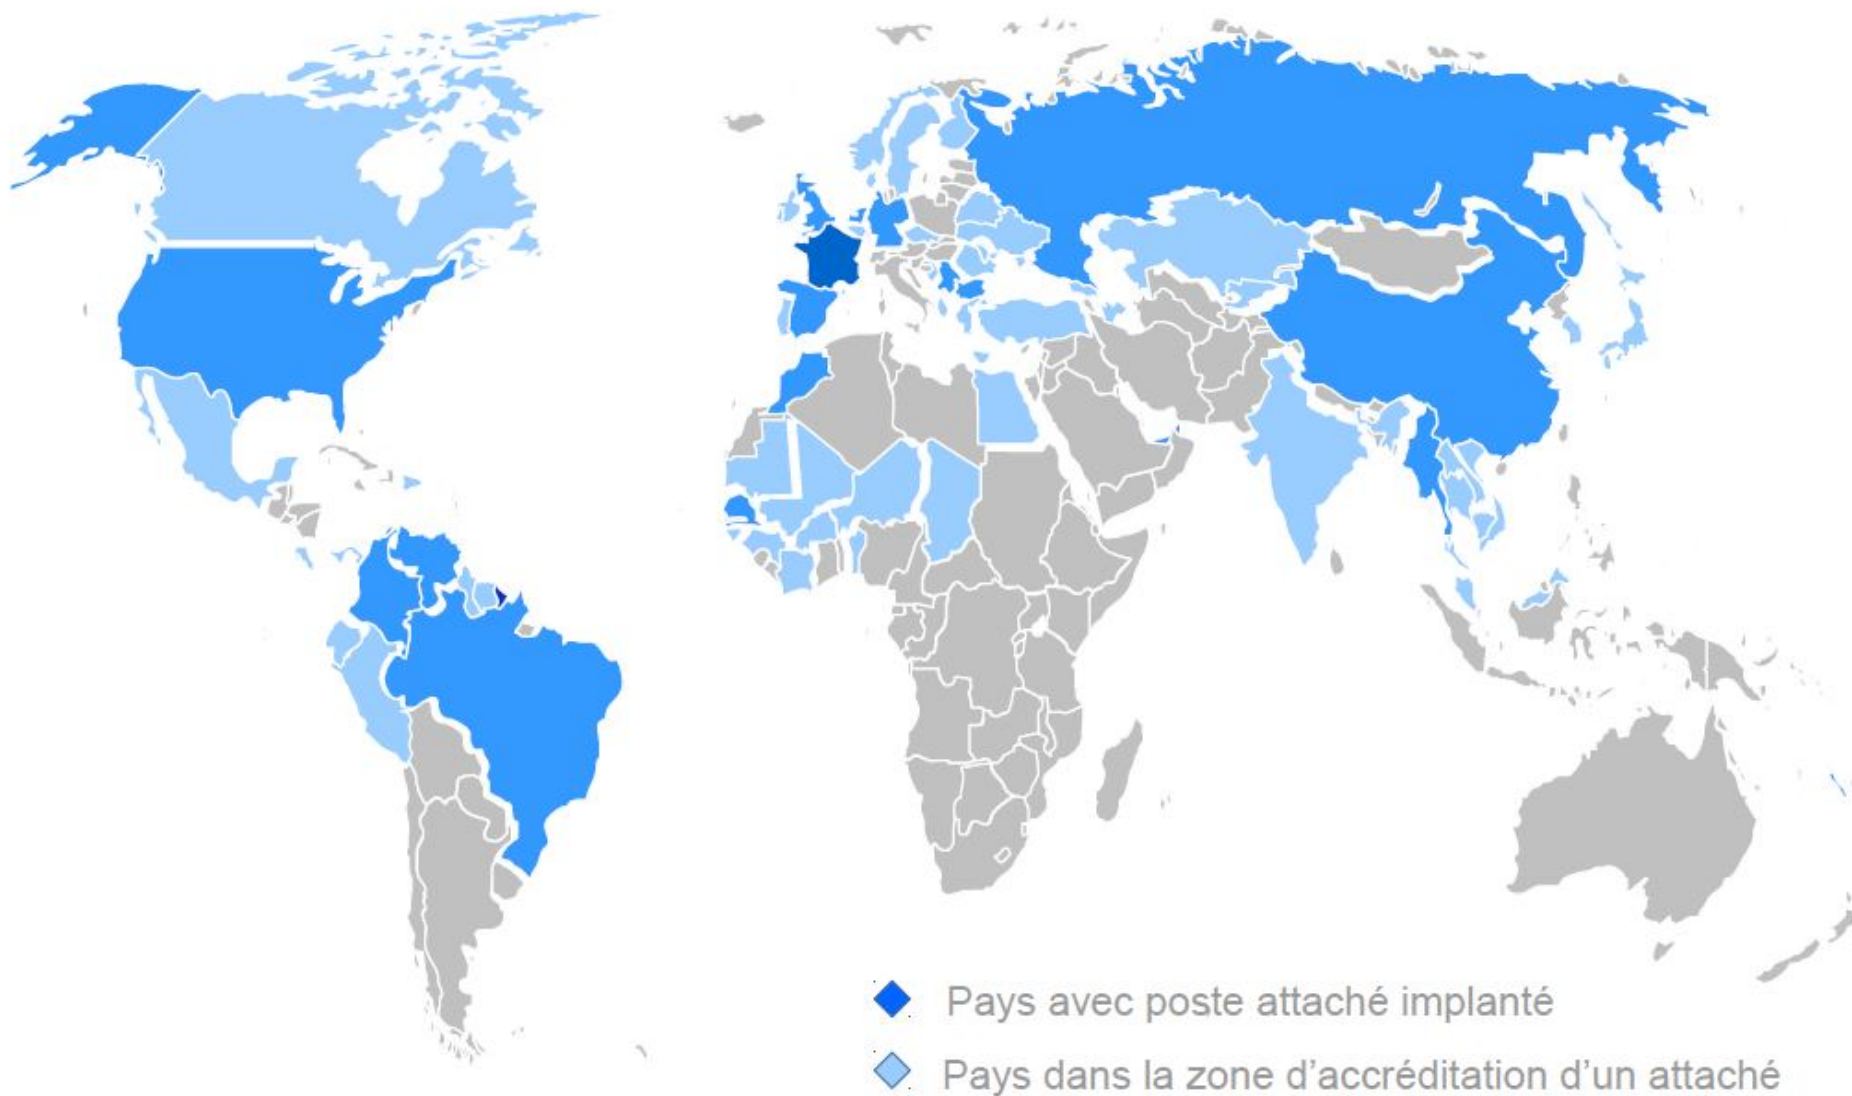 Pays avec poste attaché implanté
Pays dans la zone d’accréditation d’un attaché